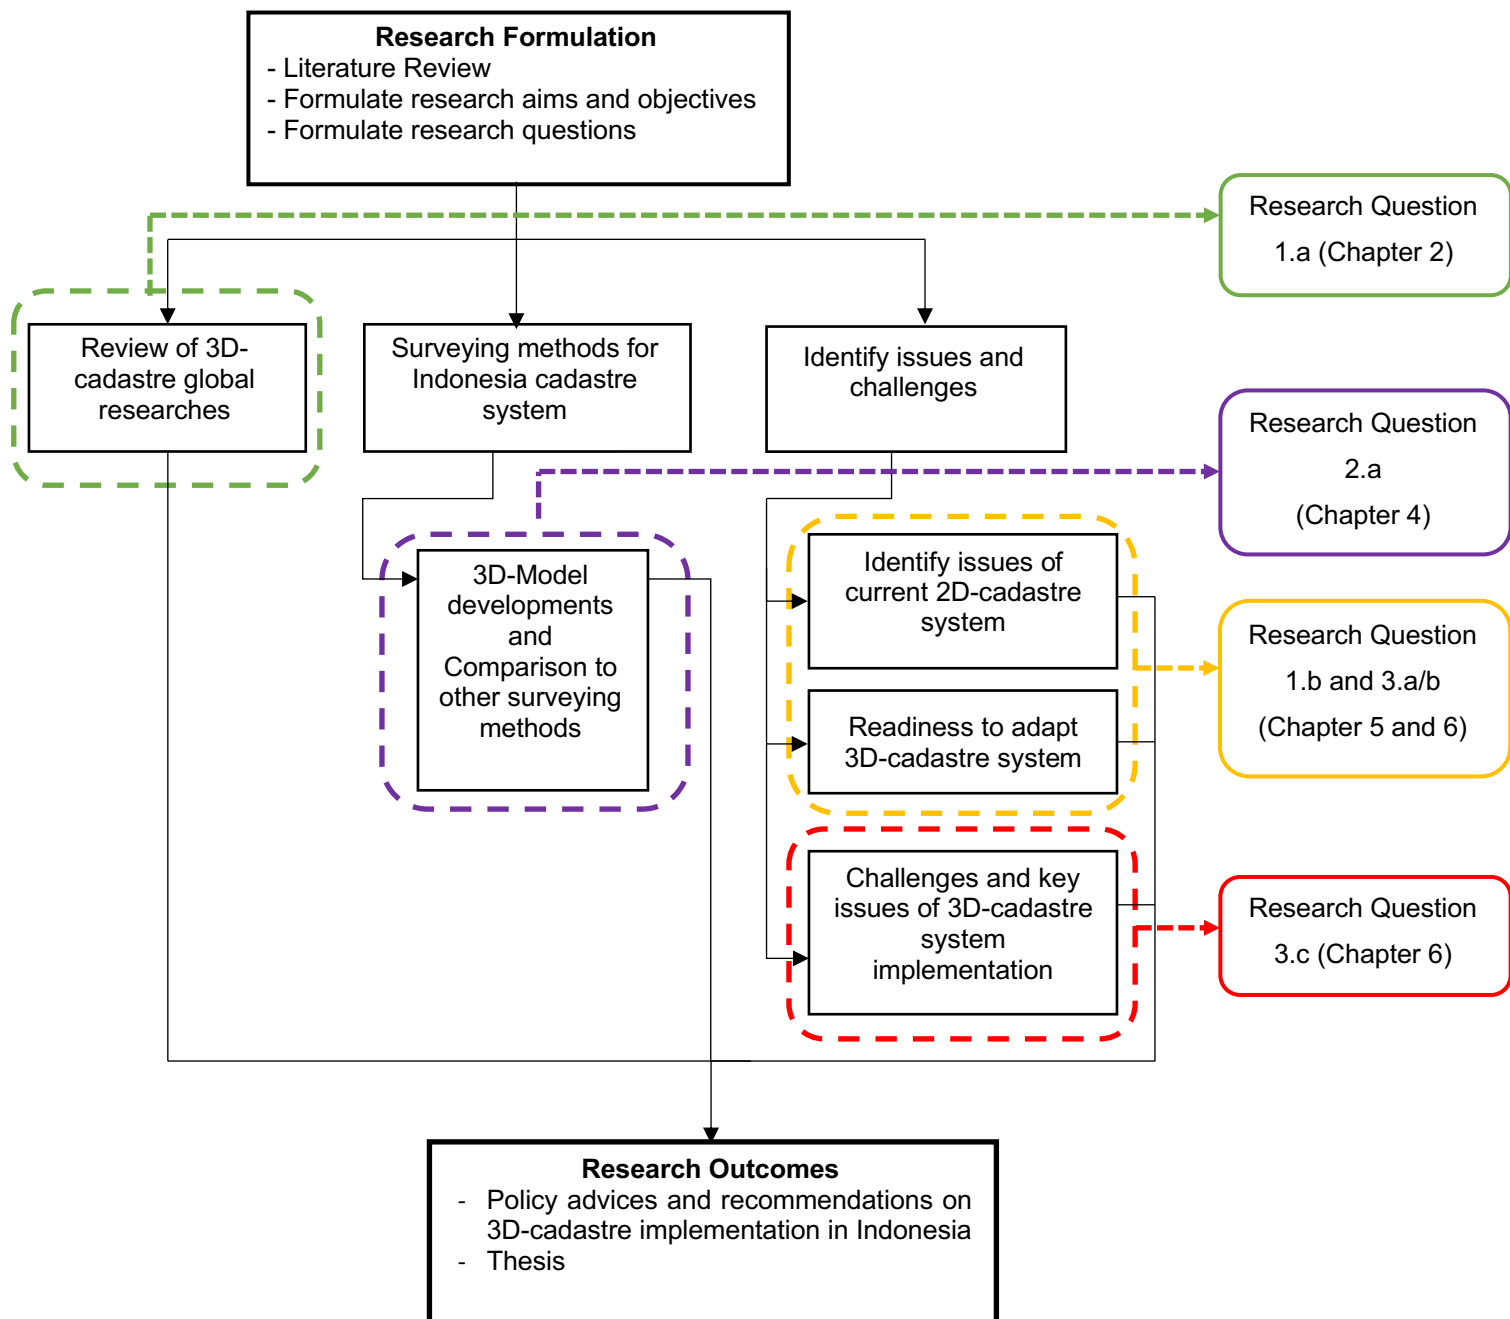 Research Formulation
- Literature Review
- Formulate research aims and objectives
- Formulate research questions
Research Question
1.a (Chapter 2)
Review of 3D-
cadastre global
researches
Surveying methods for
Indonesia cadastre
system
Identify issues and
challenges
Research Question
2.a
(Chapter 4)
3D-Model
developments
and
Comparison to
other surveying
methods
Identify issues of
current 2D-cadastre
system
Readiness to adapt
3D-cadastre system
Research Question
1.b and 3.a/b
(Chapter 5 and 6)
Challenges and key
issues of 3D-cadastre
system
implementation
Research Question
3.c (Chapter 6)
Research Outcomes
- Policy advices and recommendations on
3D-cadastre implementation in Indonesia
- Thesis